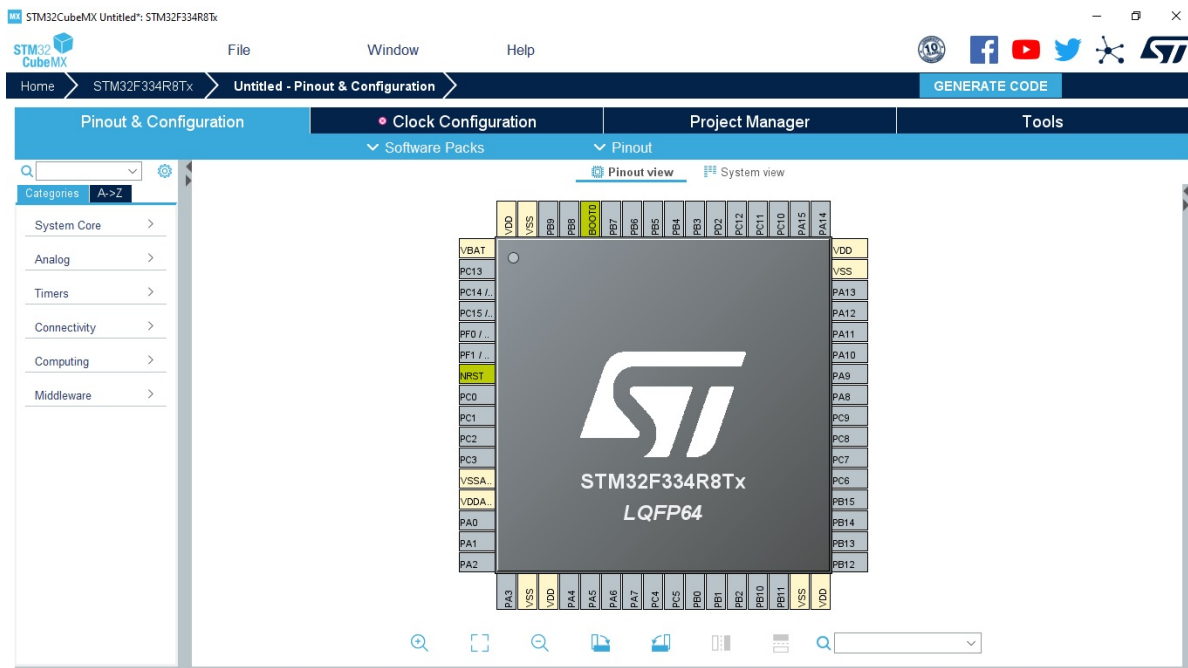 MX STM32CubeMX Untitled*: STM32F334R8Tx
STM32 CubeMX
File Window Help
10
Home STM32F334R8Tx Untitled - Pinout & Configuration GENERATE CODE
Pinout & Configuration Clock Configuration Project Manager Tools
Software Packs Pinout
Pinout view System view
Categories A->Z
System Core
Analog
Timers
Connectivity
Computing
Middleware
VDD VSS PB9 PB8 BOOT0 PB7 PB6 PB5 PB4 PB3 PD2 PC12 PC11 PC10 PA15 PA14
VBAT
PC13
PC14 /..
PC15 /..
PF0 / ..
PF1 / ..
NRST
PC0
PC1
PC2
PC3
VSSA..
VDDA..
PA0
PA1
PA2
ST
STM32F334R8Tx
LQFP64
VDD
VSS
PA13
PA12
PA11
PA10
PA9
PA8
PC9
PC8
PC7
PC6
PB15
PB14
PB13
PB12
PA3 VSS VDD PA4 PA5 PA6 PA7 PC4 PC5 PB0 PB1 PB2 PB10 PB11 VSS VDD